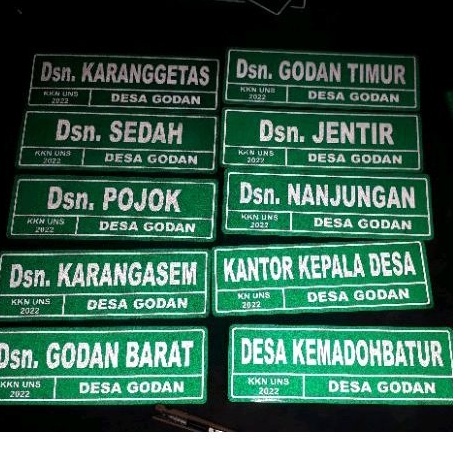 Dsn. KARANGGETAS
KKN UNS
2022
DESA GODAN
Dsn. GODAN TIMUR
KKN UNS
2022
DESA GODAN
Dsn. SEDAH
KKN UNS
2022
DESA GODAN
Dsn. JENTIR
KKN UNS
2022
DESA GODAN
Dsn. POJOK
KKN UNS
2022
DESA GODAN
Dsn. NANJUNGAN
KKN UNS
2022
DESA GODAN
Dsn. KARANGASEM
KKN UNS
2022
DESA GODAN
KANTOR KEPALA DESA
KN UNS
2022
DESA GODAN
Dsn. GODAN BARAT
KKN UNS
2022
DESA GODAN
DESA KEMADOHBATUR
KKN UNS
2022
DESA GODAN